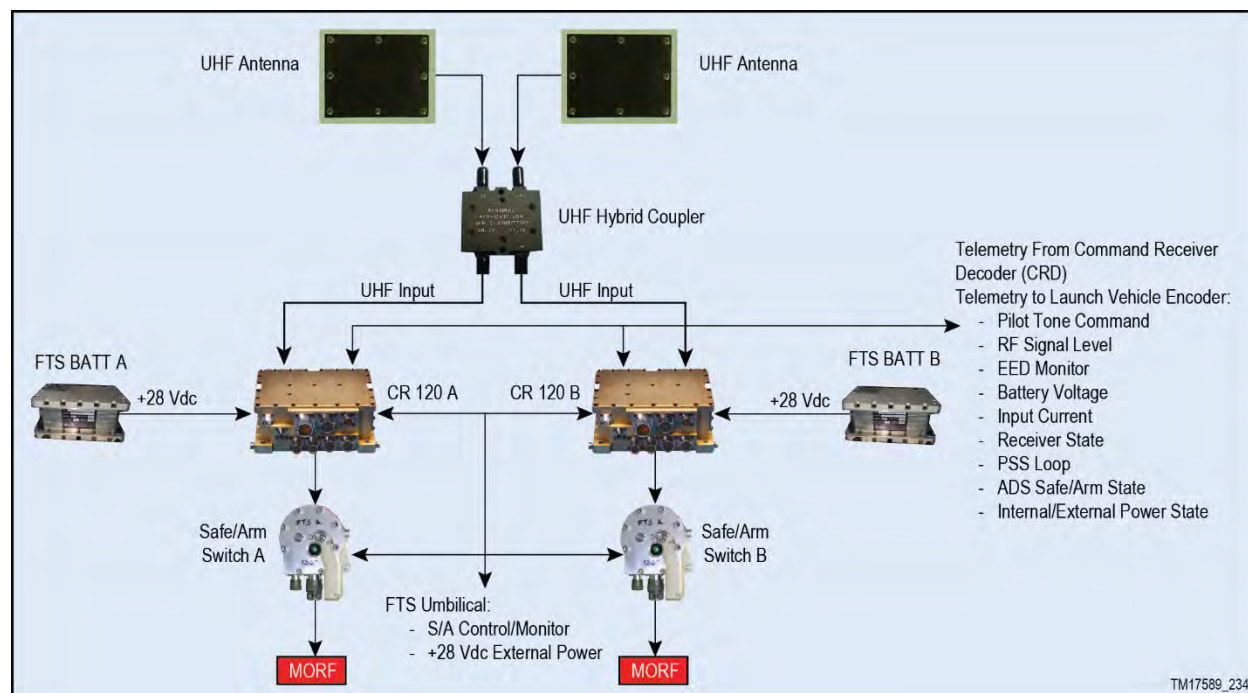 UHF Antenna
UHF Antenna
UHF Hybrid Coupler
Telemetry From Command Receiver
Decoder (CRD)
Telemetry to Launch Vehicle Encoder:
- Pilot Tone Command
- RF Signal Level
- EED Monitor
- Battery Voltage
- Input Current
- Receiver State
- PSS Loop
- ADS Safe/Arm State
- Internal/External Power State
UHF Input
UHF Input
FTS BATT A
+28 Vdc
CR 120 A
CR 120 B
+28 Vdc
FTS BATT B
Safe/Arm
Switch A
FTS A
Safe/Arm
Switch B
FTS Umbilical:
- S/A Control/Monitor
- +28 Vdc External Power
MORF
MORF
TM17589_234